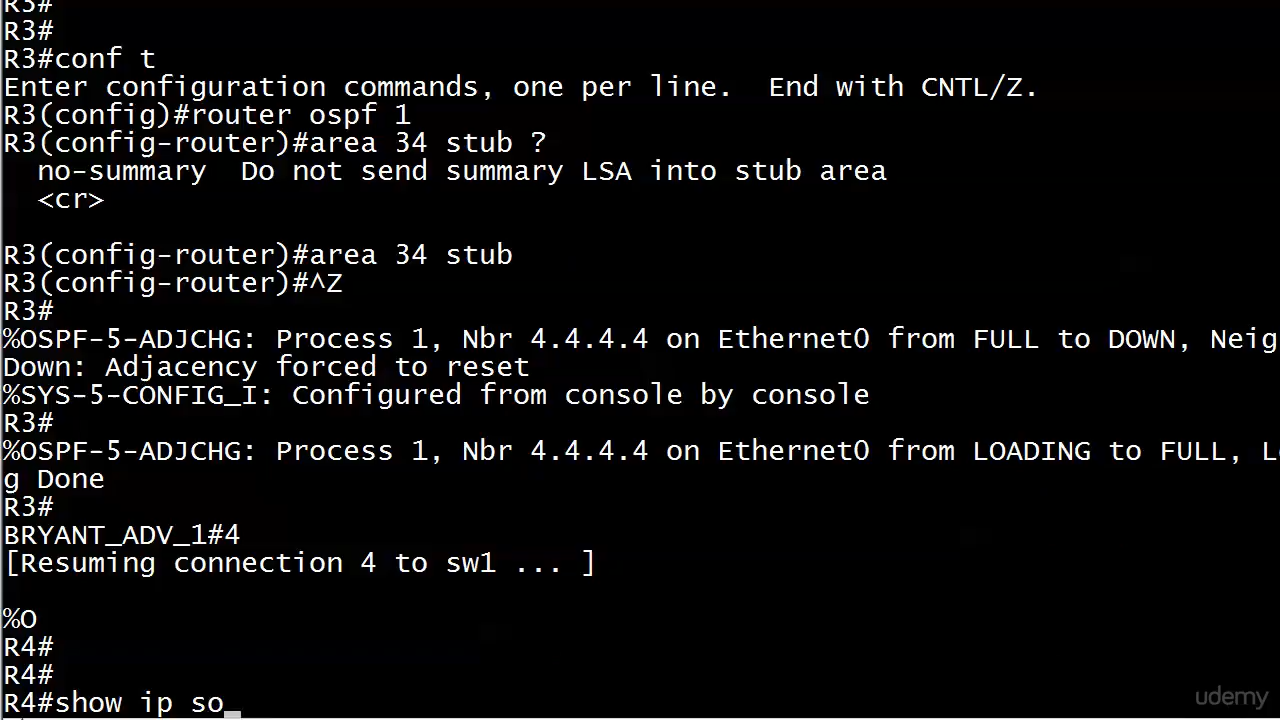 R3#
R3#
R3#conf t
Enter configuration commands, one per line.  End with CNTL/Z.
R3(config)#router ospf 1
R3(config-router)#area 34 stub ?
  no-summary  Do not send summary LSA into stub area
  <cr>
R3(config-router)#area 34 stub
R3(config-router)#^Z
R3#
%OSPF-5-ADJCHG: Process 1, Nbr 4.4.4.4 on Ethernet0 from FULL to DOWN, Neig
Down: Adjacency forced to reset
%SYS-5-CONFIG_I: Configured from console by console
R3#
%OSPF-5-ADJCHG: Process 1, Nbr 4.4.4.4 on Ethernet0 from LOADING to FULL, Lo
g Done
R3#
BRYANT_ADV_1#4
[Resuming connection 4 to sw1 ... ]
%O
R4#
R4#
R4#show ip so_
udemy